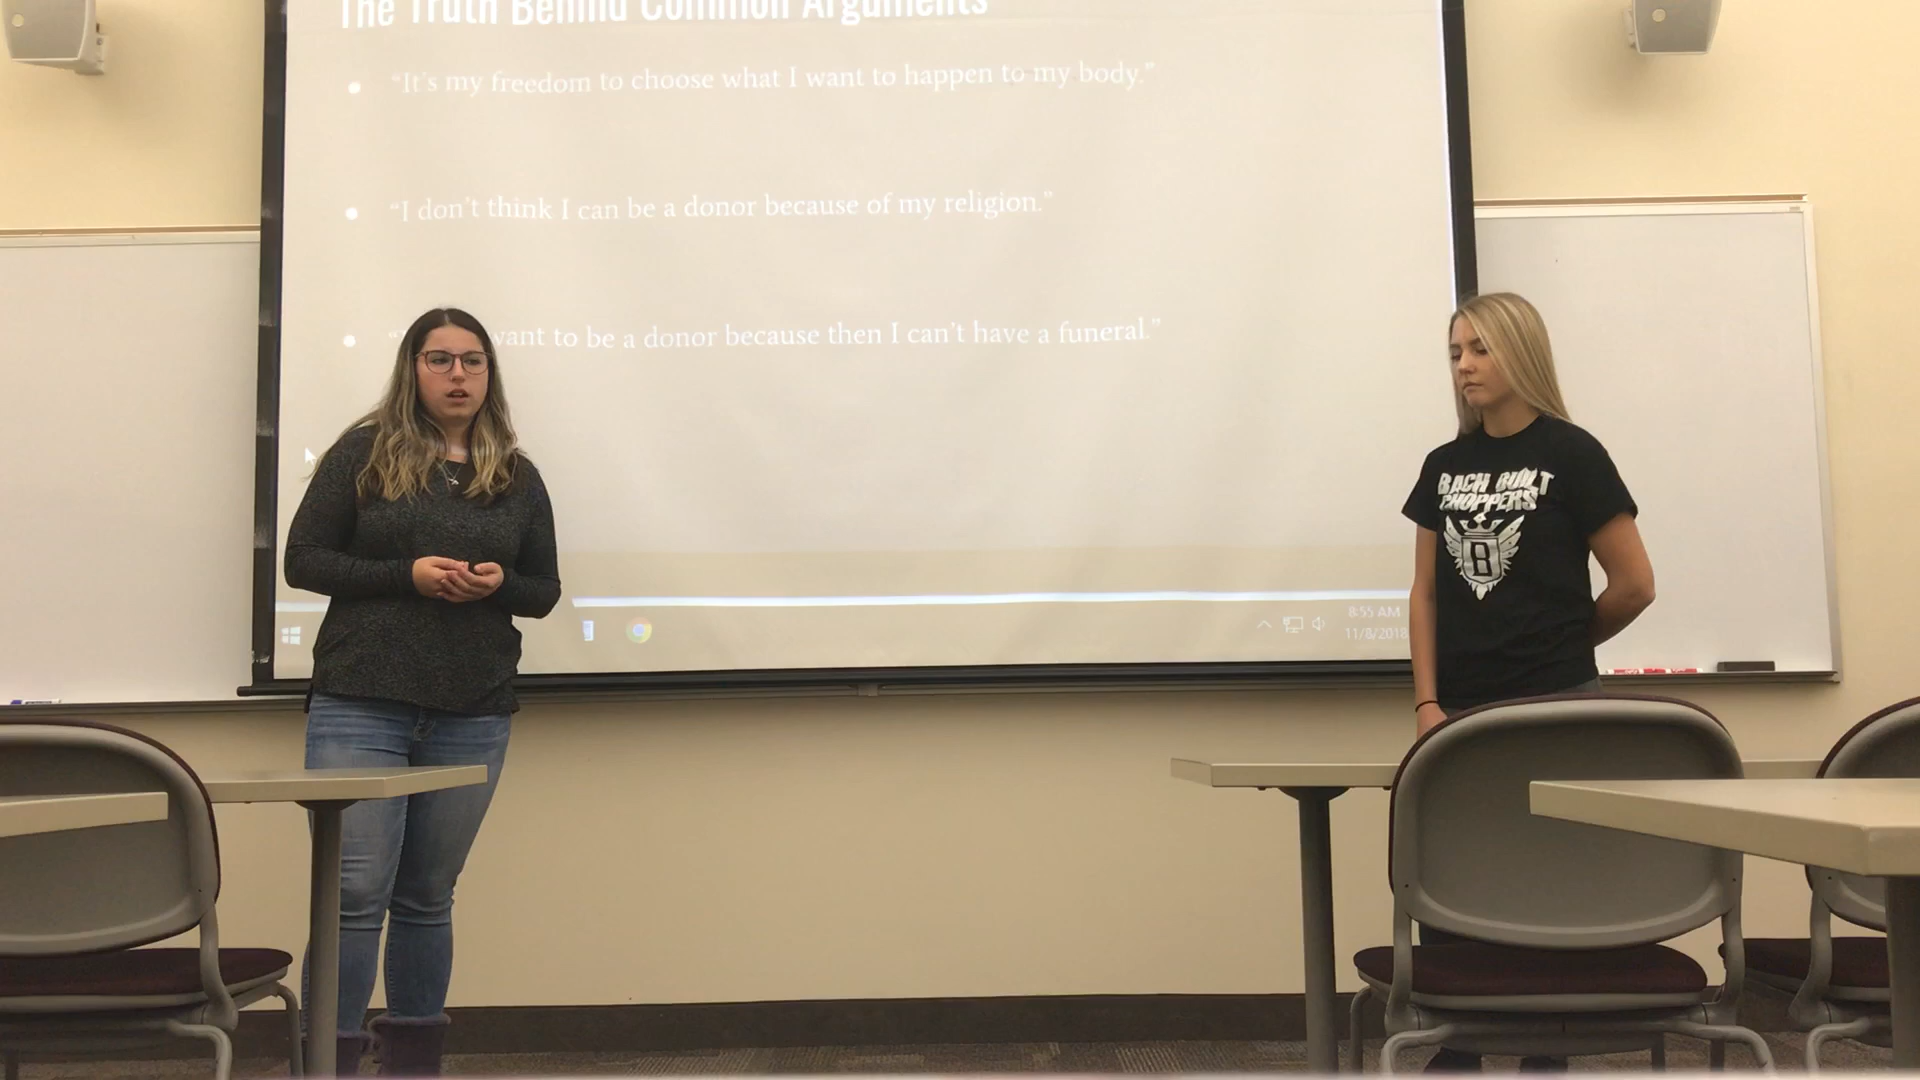 The Truth Behind Common Arguments
“It’s my freedom to choose what I want to happen to my body.”
“I don’t think I can be a donor because of my religion.”
want to be a donor because then I can’t have a funeral.”
BACH BUILT
CHOPPERS
B
8:55 AM
11/8/2018